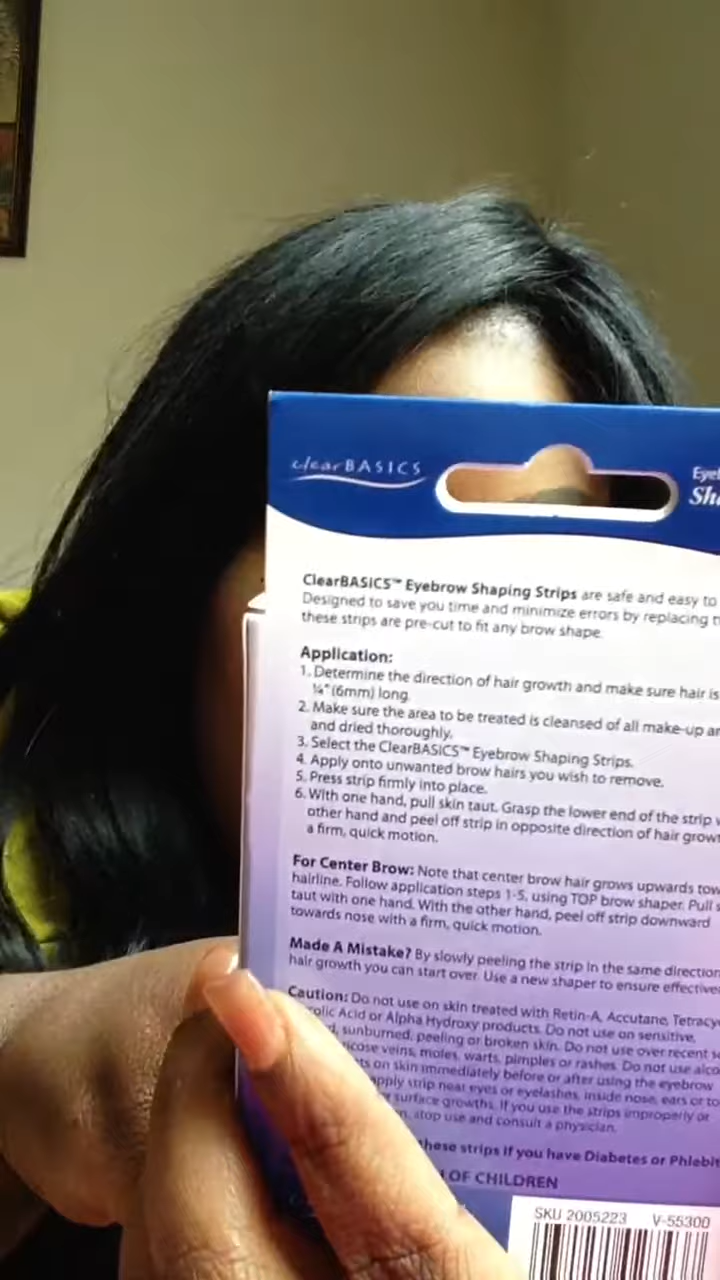 clearBASICS
ClearBASICS™ Eyebrow Shaping Strips are safe and easy to
Designed to save you time and minimize errors by replacing
these strips are pre-cut to fit any brow shape.
Application:
1. Determine the direction of hair growth and make sure hair is
¼" (6mm) long.
2. Make sure the area to be treated is cleansed of all make-up
and dried thoroughly.
3. Select the ClearBASICS™ Eyebrow Shaping Strips.
4. Apply onto unwanted brow hairs you wish to remove.
5. Press strip firmly into place.
6. With one hand, pull skin taut. Grasp the lower end of the strip
other hand and peel off strip in opposite direction of hair
a firm, quick motion.
For Center Brow: Note that center brow hair grows upwards
hairline. Follow application steps 1-5, using TOP brow shaper. Pull
taut with one hand. With the other hand, peel off strip downward
towards nose with a firm, quick motion.
Made A Mistake? By slowly peeling the strip in the same direction
hair growth you can start over. Use a new shaper to ensure
Caution: Do not use on skin treated with Retin-A, Accutane,
Acid or Alpha Hydroxy products. Do not use on sensitive,
sunburned, peeling or broken skin. Do not use over recent
veins, moles, warts, pimples or rashes. Do not use
on skin immediately before or after using the eyebrow
apply strip near eyes or eyelashes, inside nose, ears or
surface growths. If you use the strips improperly or
stop use and consult a physician.
these strips if you have Diabetes or
OF CHILDREN
SKU 2005223 V-55300